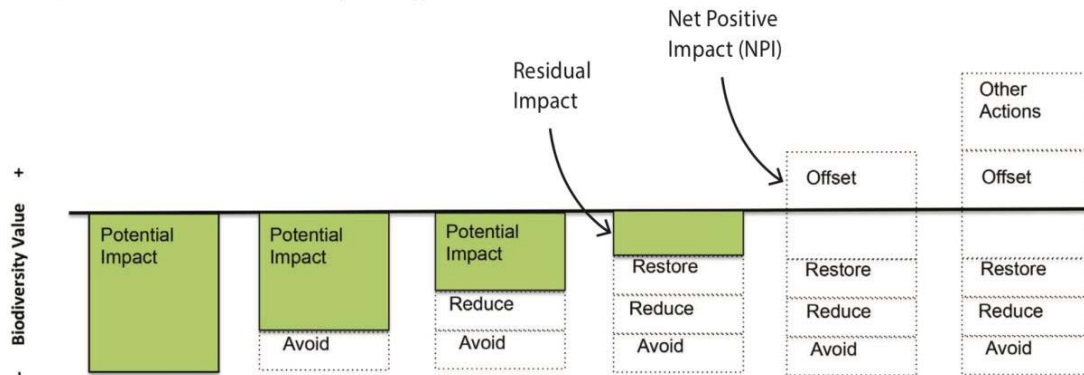 Net Positive
Impact (NPI)
Residual
Impact
Other
Actions
Offset
Offset
Biodiversity Value
+
-
Potential
Impact
Potential
Impact
Potential
Impact
Restore
Restore
Restore
Reduce
Reduce
Reduce
Reduce
Avoid
Avoid
Avoid
Avoid
Avoid